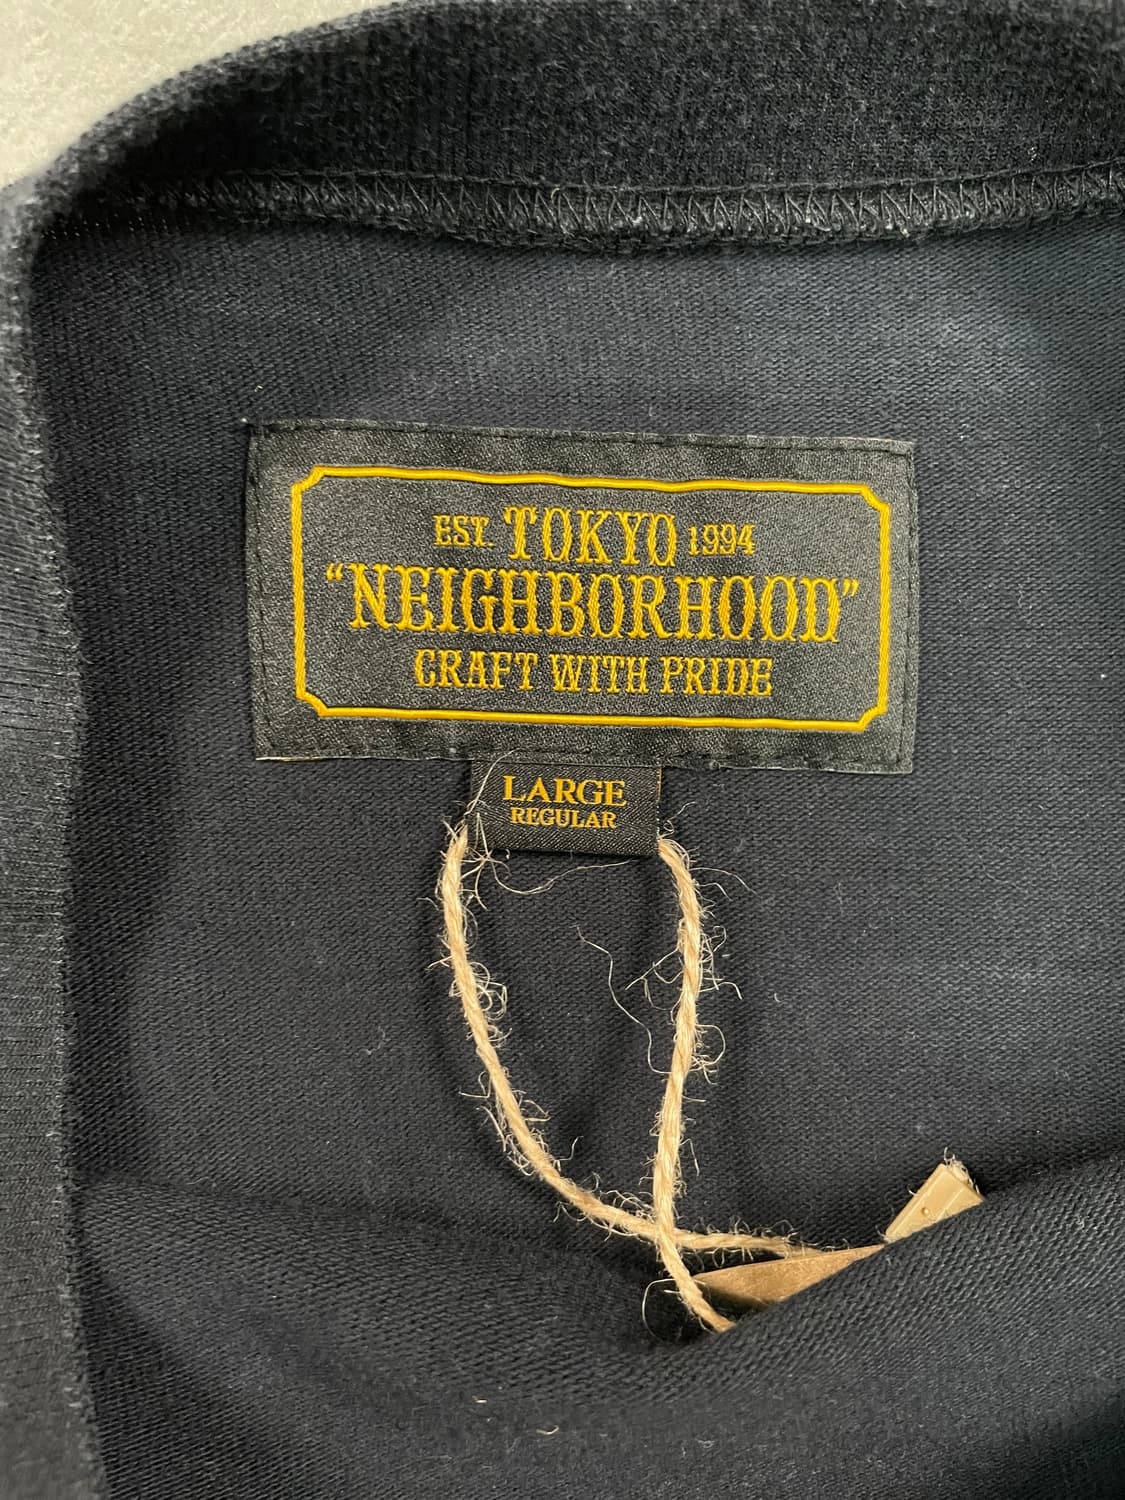 EST. TOKYO 1994
“NEIGHBORHOOD”
CRAFT WITH PRIDE
LARGE
REGULAR